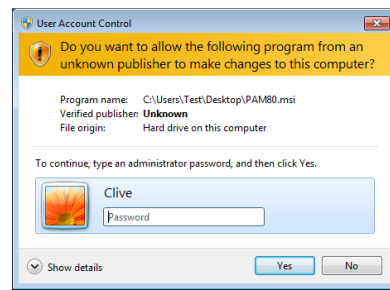 User Account Control
Do you want to allow the following program from an
unknown publisher to make changes to this computer?
Program name: C:\Users\Test\Desktop\PAM80.msi
Verified publisher: Unknown
File origin: Hard drive on this computer
To continue, type an administrator password, and then click Yes.
Clive
Password
Show details
Yes
No